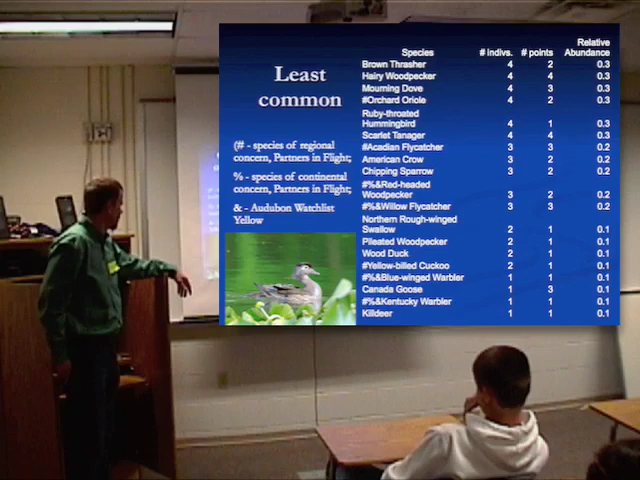 Least
common
(# - species of regional
concern, Partners in Flight;
% - species of continental
concern, Partners in Flight;
& - Audubon Watchlist
Yellow
Species # indivs. # points Relative Abundance
Brown Thrasher 4 2 0.3
Hairy Woodpecker 4 4 0.3
Mourning Dove 4 3 0.3
#Orchard Oriole 4 2 0.3
Ruby-throated
Hummingbird 4 1 0.3
Scarlet Tanager 4 4 0.3
#Acadian Flycatcher 3 3 0.2
American Crow 3 2 0.2
Chipping Sparrow 3 2 0.2
#%&Red-headed
Woodpecker 3 2 0.2
#%&Willow Flycatcher 3 3 0.2
Northern Rough-winged
Swallow 2 1 0.1
Pileated Woodpecker 2 1 0.1
Wood Duck 2 1 0.1
#Yellow-billed Cuckoo 2 1 0.1
#%&Blue-winged Warbler 1 1 0.1
Canada Goose 1 3 0.1
#%&Kentucky Warbler 1 1 0.1
Killdeer 1 1 0.1